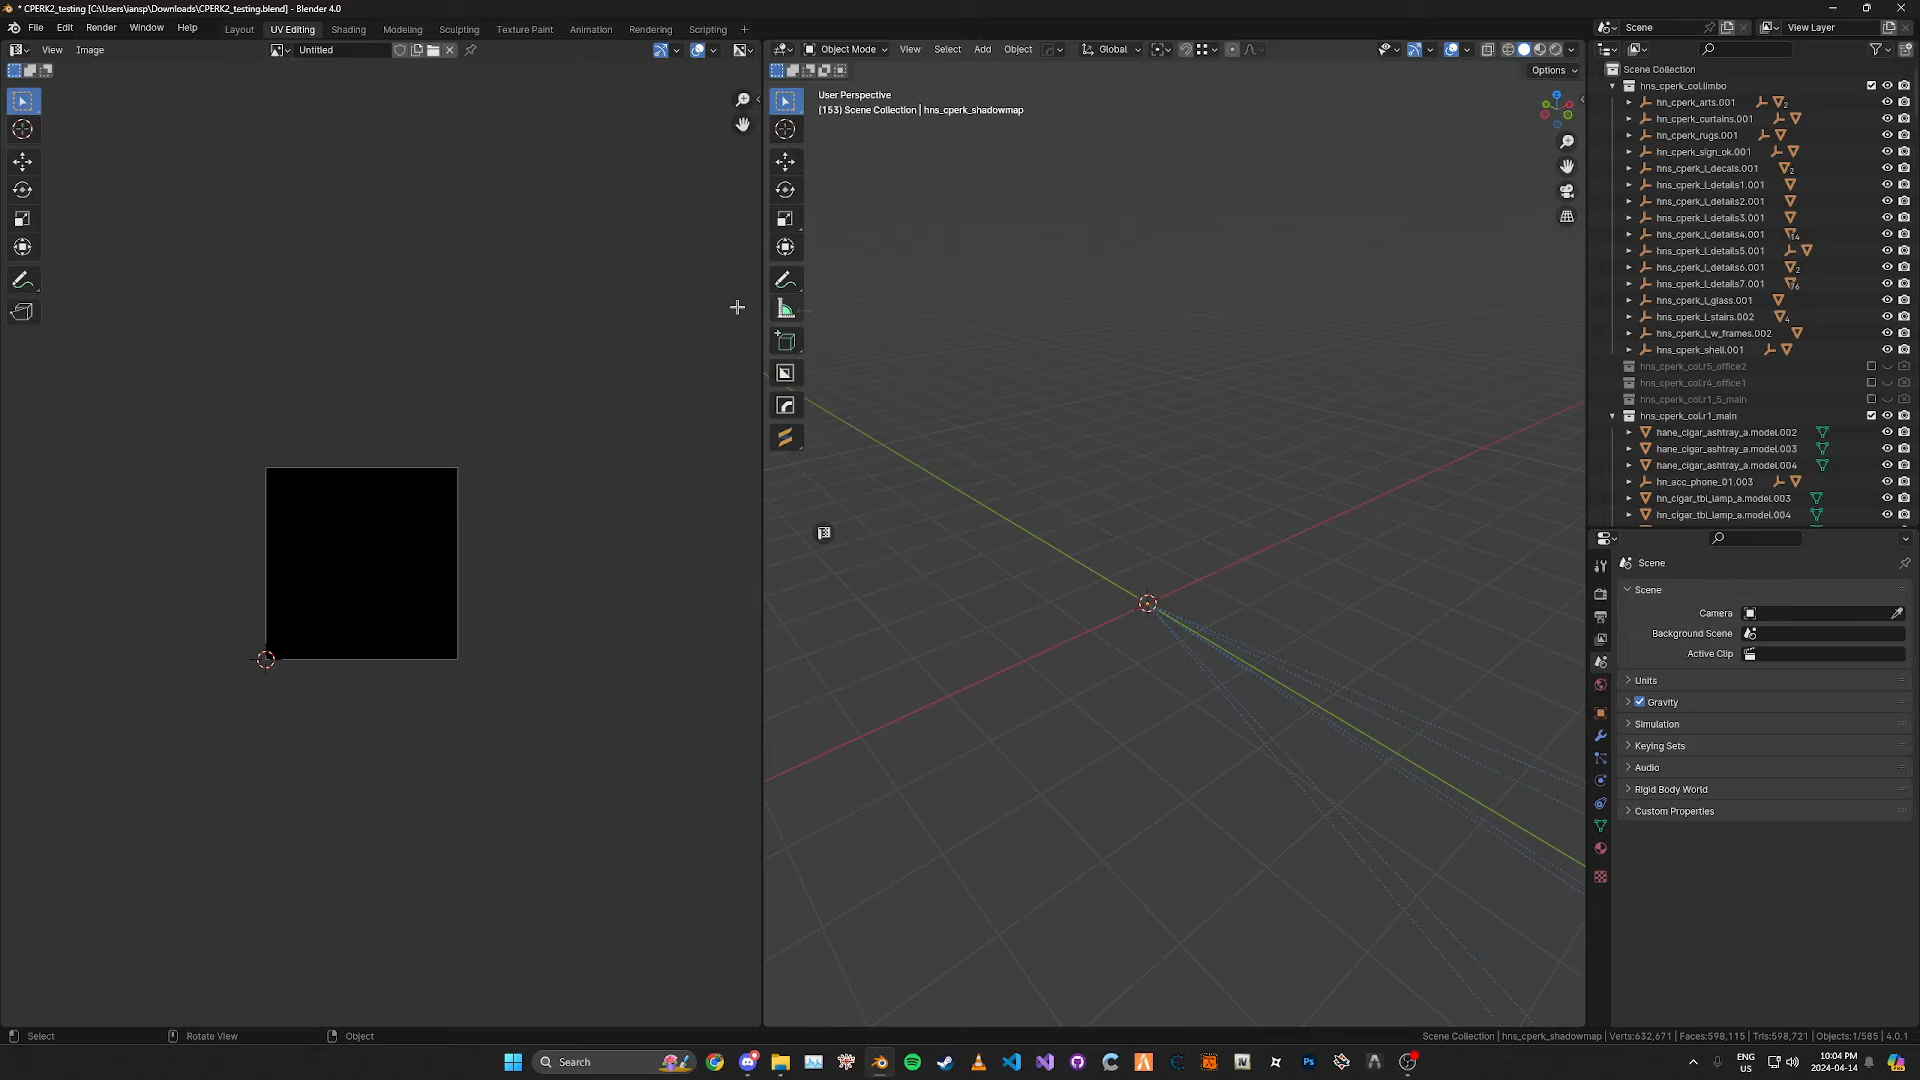 * CPERK2_testing [C:\Users\iansp\Downloads\CPERK2_testing.blend] - Blender 4.0
File Edit Render Window Help
Layout UV Editing Shading Modeling Sculpting Texture Paint Animation Rendering Scripting +
Scene
View Layer
View Image
Untitled
Object Mode View Select Add Object
Global
Options
User Perspective
(153) Scene Collection | hns_cperk_shadowmap
Scene Collection
hns_cperk_col.limbo
hn_cperk_arts.001 2
hn_cperk_curtains.001
hn_cperk_rugs.001
hn_cperk_sign_ok.001
hns_cperk_l_decals.001 2
hns_cperk_l_details1.001
hns_cperk_l_details2.001
hns_cperk_l_details3.001
hns_cperk_l_details4.001 14
hns_cperk_l_details5.001
hns_cperk_l_details6.001 2
hns_cperk_l_details7.001 76
hns_cperk_l_glass.001
hns_cperk_l_stairs.002 4
hns_cperk_l_w_frames.002
hns_cperk_shell.001
hns_cperk_col.r5_office2
hns_cperk_col.r4_office1
hns_cperk_col.r1_5_main
hns_cperk_col.r1_main
hane_cigar_ashtray_a.model.002
hane_cigar_ashtray_a.model.003
hane_cigar_ashtray_a.model.004
hn_acc_phone_01.003
hn_cigar_tbl_lamp_a.model.003
hn_cigar_tbl_lamp_a.model.004
Scene
Scene
Camera
Background Scene
Active Clip
Units
Gravity
Simulation
Keying Sets
Audio
Rigid Body World
Custom Properties
Select
Rotate View
Object
Scene Collection | hns_cperk_shadowmap | Verts:632,671 | Faces:598,115 | Tris:598,721 | Objects:1/585 | 4.0.1
Search
ENG
US
10:04 PM
2024-04-14